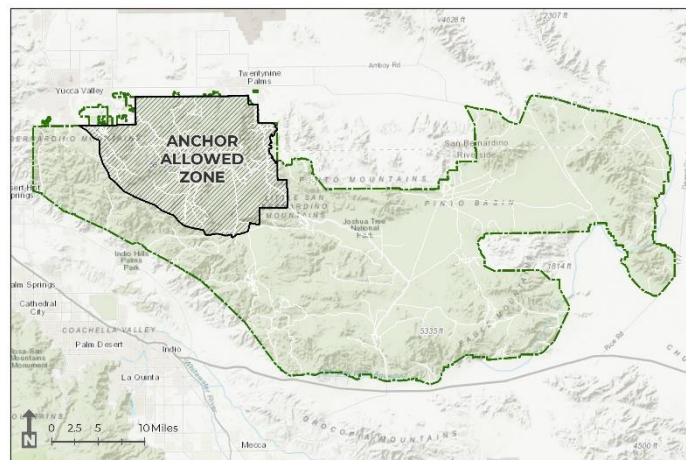 4828 ft
2307 ft
Amboy Rd
Twentynine
Palms
Yucca Valley
ANCHOR
ALLOWED
ZONE
San Bernardino
Riverside
PINTO MOUNTAINS
PINTO BASIN
Joshua Tree
National
Park
Indio Hills
Palms
Park
1814 ft
5335 ft
Palm Springs
Cathedral
City
COACHELLA VALLEY
Palm Desert
Indio
La Quinta
Mecca
Rice Rd
OROCOPIA MOUNTAINS
4500 ft
N
0 2.5 5 10 Miles